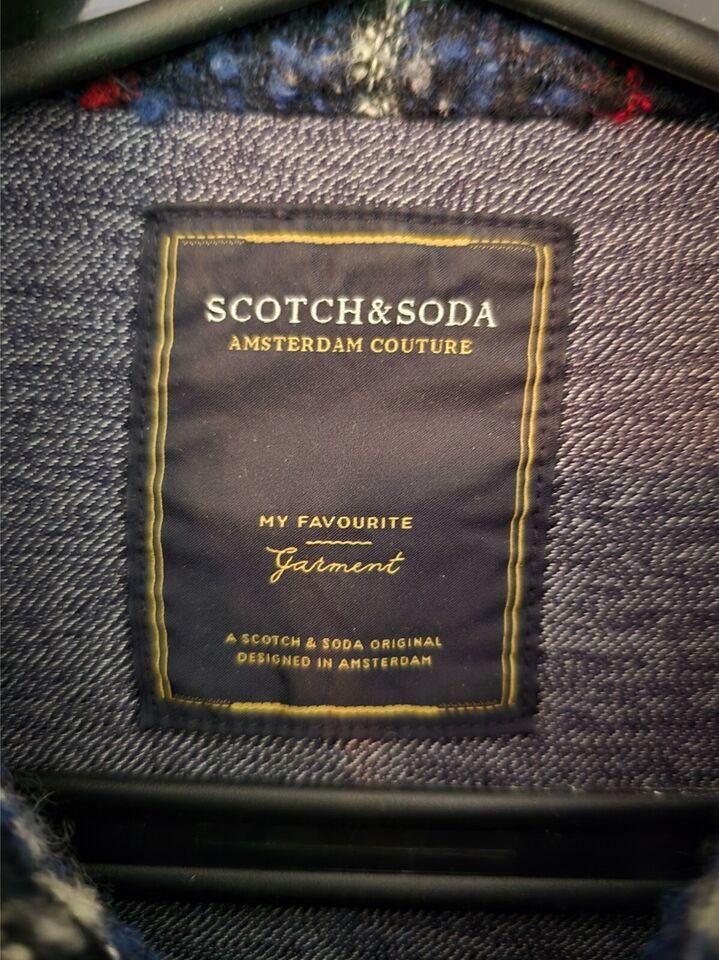 SCOTCH&SODA
AMSTERDAM COUTURE
MY FAVOURITE
Garment
A SCOTCH & SODA ORIGINAL
DESIGNED IN AMSTERDAM